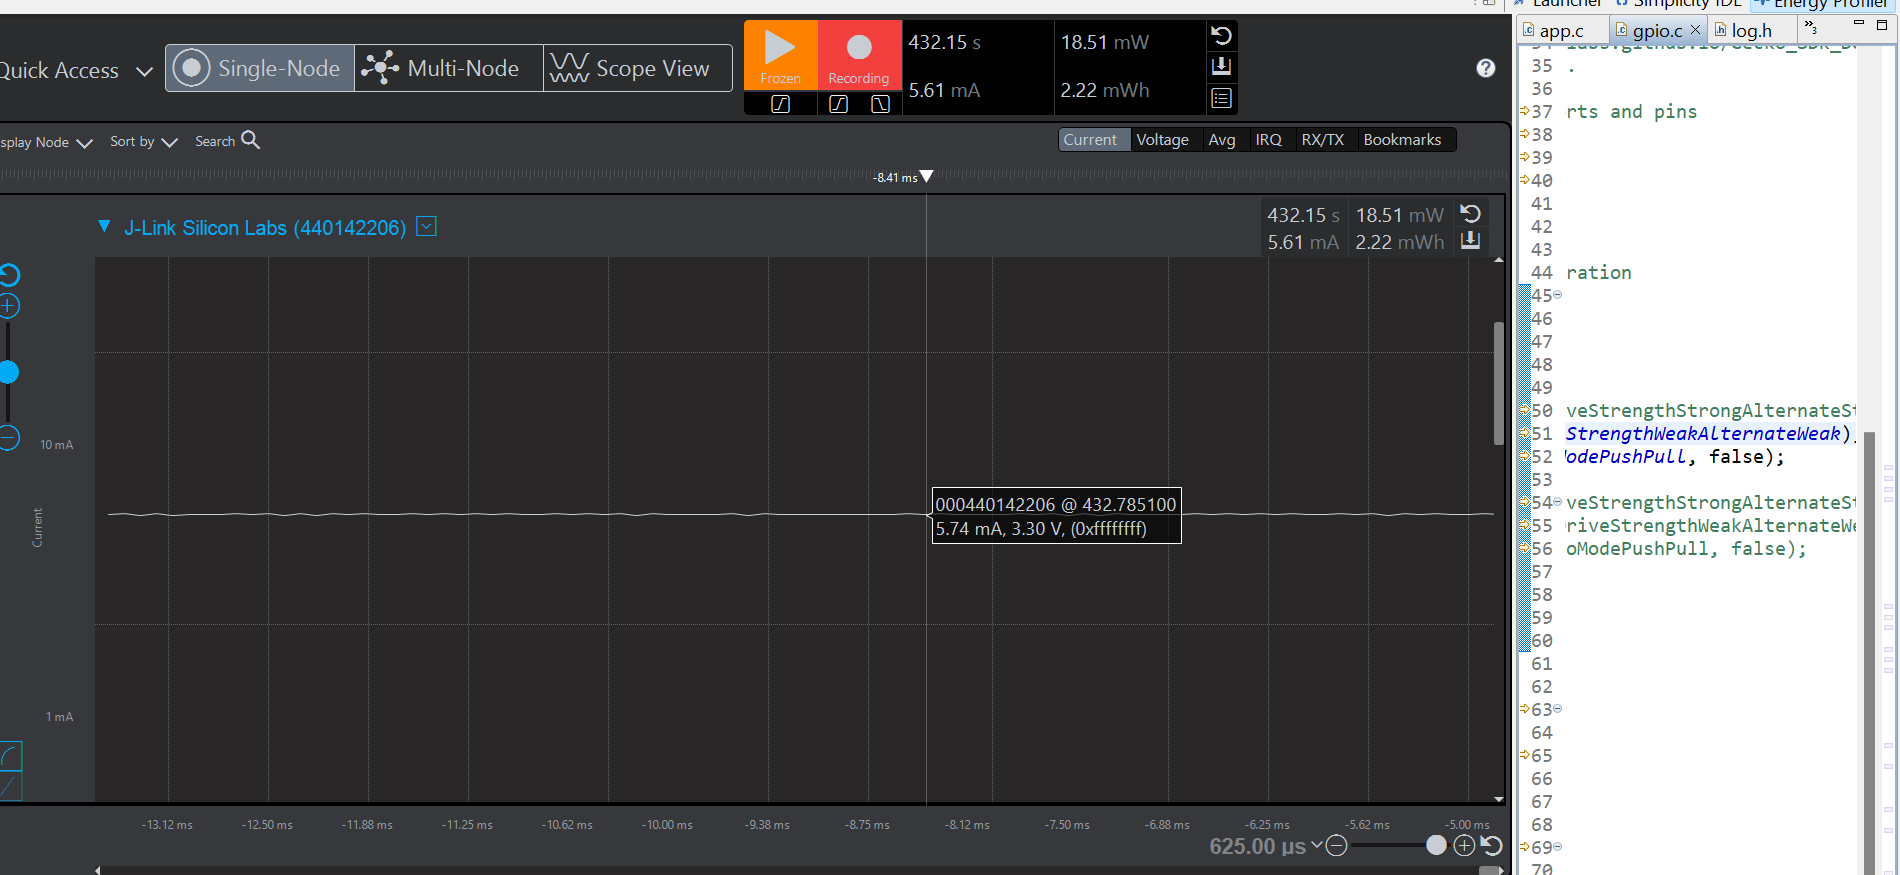 Launcher Simplicity IDE Energy Profiler
Quick Access
Single-Node
Multi-Node
Scope View
Frozen
Recording
432.15 s
18.51 mW
5.61 mA
2.22 mWh
?
splay Node
Sort by
Search
Current
Voltage
Avg
IRQ
RX/TX
Bookmarks
-8.41 ms
J-Link Silicon Labs (440142206)
432.15 s
18.51 mW
5.61 mA
2.22 mWh
10 mA
Current
1 mA
000440142206 @ 432.785100
5.74 mA, 3.30 V, (0xffffffff)
-13.12 ms
-12.50 ms
-11.88 ms
-11.25 ms
-10.62 ms
-10.00 ms
-9.38 ms
-8.75 ms
-8.12 ms
-7.50 ms
-6.88 ms
-6.25 ms
-5.62 ms
-5.00 ms
625.00 µs
app.c
gpio.c
log.h
3
35 .
36
37 rts and pins
38
39
40
41
42
43
44 ration
45
46
47
48
49
50 veStrengthStrongAlternateSt
51 StrengthWeakAlternateWeak);
52 odePushPull, false);
53
54 veStrengthStrongAlternateSt
55 riveStrengthWeakAlternateWe
56 oModePushPull, false);
57
58
59
60
61
62
63
64
65
66
67
68
69
70